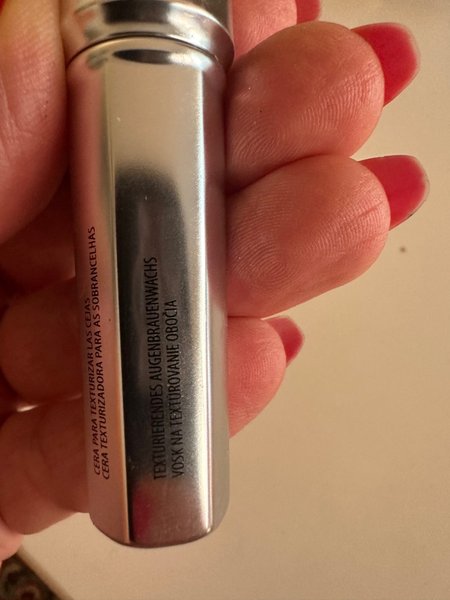 CERA PARA TEXTURIZAR LAS CEJAS
CERA TEXTURIZADORA PARA AS SOBRANCELHAS
TEXTURIERENDES AUGENBRAUENWACHS
VOSK NA TEXTUROVANIE OBOČIA